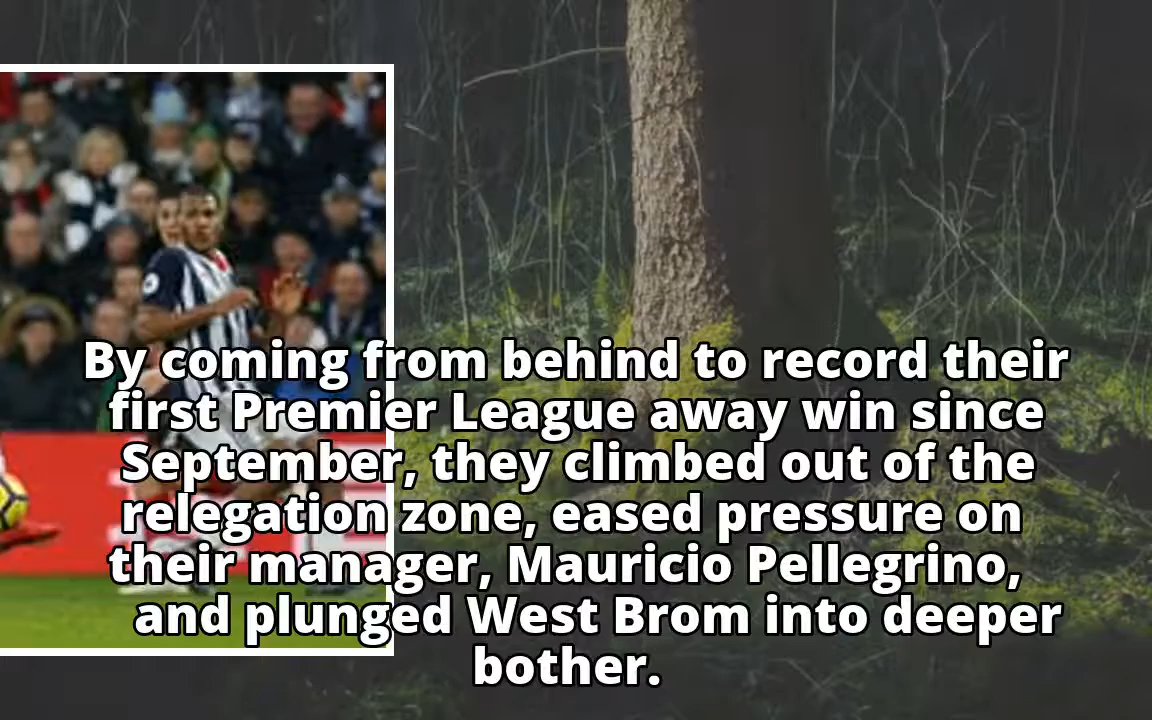 By coming from behind to record their
first Premier League away win since
September, they climbed out of the
relegation zone, eased pressure on
their manager, Mauricio Pellegrino,
and plunged West Brom into deeper
bother.